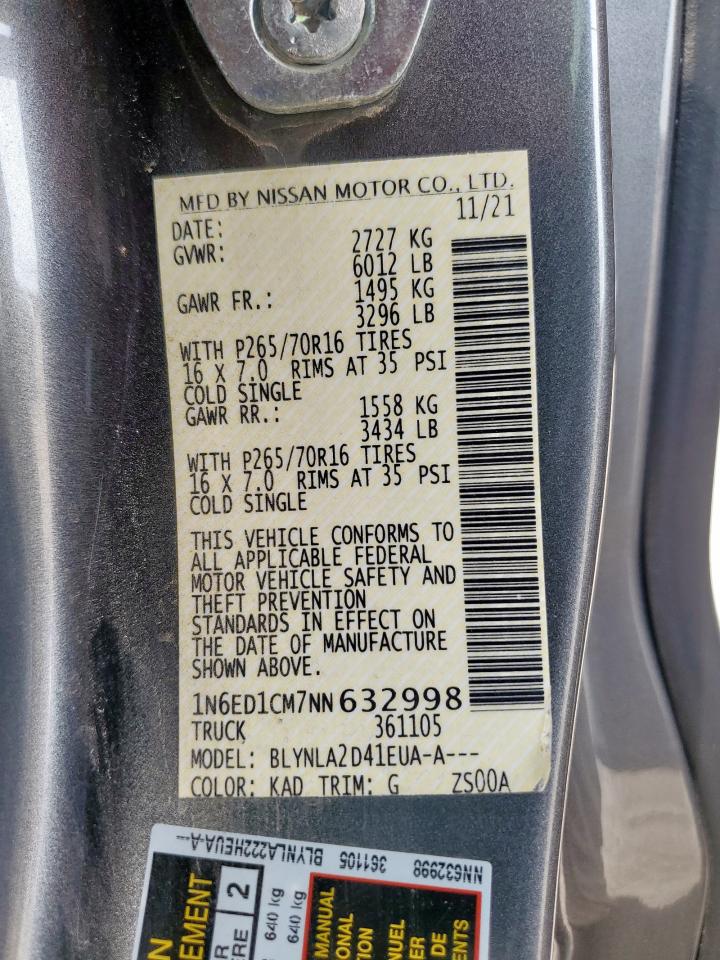 MFD BY NISSAN MOTOR CO., LTD.
DATE: 11/21
GVWR: 2727 KG
6012 LB
GAWR FR.: 1495 KG
3296 LB
WITH P265/70R16 TIRES
16 X 7.0 RIMS AT 35 PSI
COLD SINGLE
GAWR RR.: 1558 KG
3434 LB
WITH P265/70R16 TIRES
16 X 7.0 RIMS AT 35 PSI
COLD SINGLE
THIS VEHICLE CONFORMS TO
ALL APPLICABLE FEDERAL
MOTOR VEHICLE SAFETY AND
THEFT PREVENTION
STANDARDS IN EFFECT ON
THE DATE OF MANUFACTURE
SHOWN ABOVE.
1N6ED1CM7NN632998
TRUCK 361105
MODEL: BLYNLA2D41EUA-A---
COLOR: KAD TRIM: G ZS00A
NN632998 361105 BLYNLA222HEUA-A--
EMENT
2
640 kg
640 kg
MANUAL